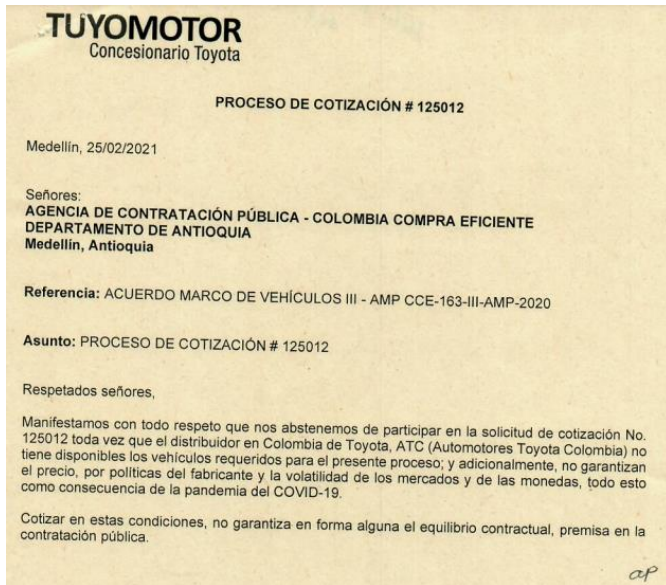 TUYOMOTOR
Concesionario Toyota
PROCESO DE COTIZACIÓN # 125012
Medellín, 25/02/2021
Señores:
AGENCIA DE CONTRATACIÓN PÚBLICA - COLOMBIA COMPRA EFICIENTE
DEPARTAMENTO DE ANTIOQUIA
Medellín, Antioquia
Referencia: ACUERDO MARCO DE VEHÍCULOS III - AMP CCE-163-III-AMP-2020
Asunto: PROCESO DE COTIZACIÓN # 125012
Respetados señores,
Manifestamos con todo respeto que nos abstenemos de participar en la solicitud de cotización No.
125012 toda vez que el distribuidor en Colombia de Toyota, ATC (Automotores Toyota Colombia) no
tiene disponibles los vehículos requeridos para el presente proceso; y adicionalmente, no garantizan
el precio, por políticas del fabricante y la volatilidad de los mercados y de las monedas, todo esto
como consecuencia de la pandemia del COVID-19.
Cotizar en estas condiciones, no garantiza en forma alguna el equilibrio contractual, premisa en la
contratación pública.